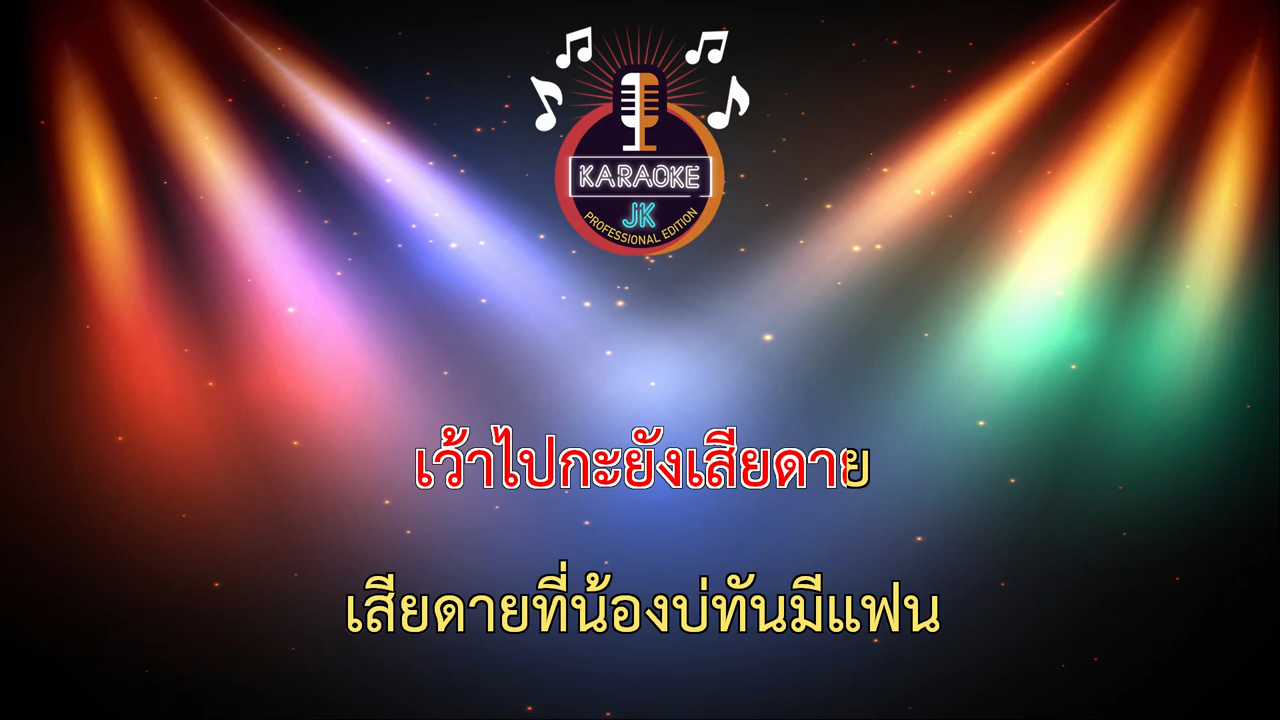 KARAOKE
JK
PROFESSIONAL EDITION
เว้าไปกะยังเสียดาย
เสียดายที่น้องบ่ทันมีแฟน